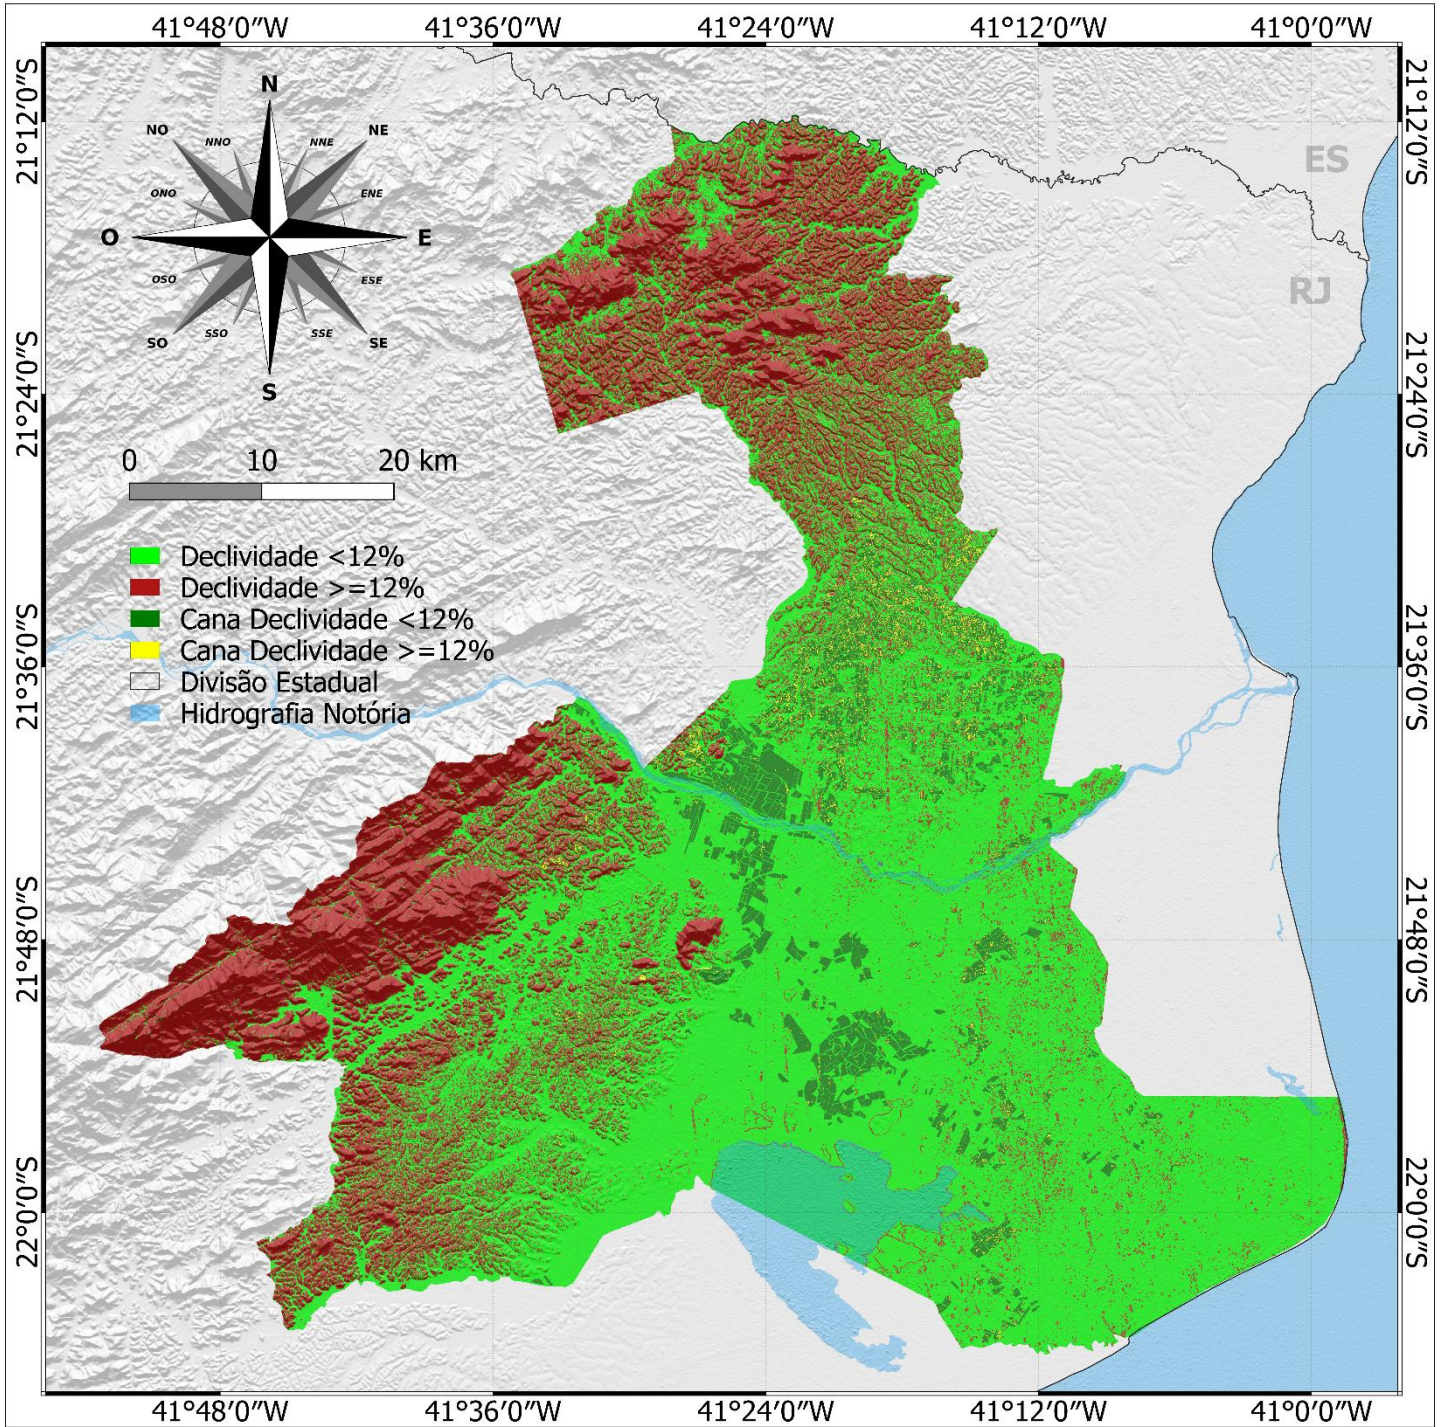 41°48′0″W 41°36′0″W 41°24′0″W 41°12′0″W 41°0′0″W
21°12′0″S
21°12′0″S
N
NO
NNO
NNE
NE
ONO
ENE
O
E
OSO
ESE
SO
SSO
SSE
SE
S
ES
RJ
21°24′0″S
21°24′0″S
0 10 20 km
Declividade <12%
Declividade >=12%
Cana Declividade <12%
Cana Declividade >=12%
Divisão Estadual
Hidrografia Notória
21°36′0″S
21°36′0″S
21°48′0″S
21°48′0″S
22°0′0″S
22°0′0″S
41°48′0″W 41°36′0″W 41°24′0″W 41°12′0″W 41°0′0″W